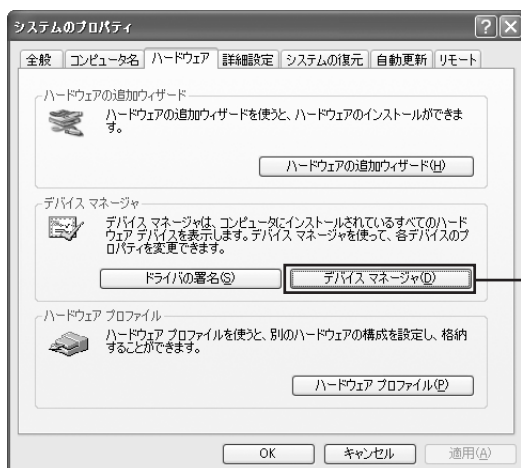 システムのプロパティ
全般 コンピュータ名 ハードウェア 詳細設定 システムの復元 自動更新 リモート
ハードウェアの追加ウィザード
ハードウェアの追加ウィザードを使うと、ハードウェアのインストールができま
す。
ハードウェアの追加ウィザード(H)
デバイス マネージャ
デバイス マネージャは、コンピュータにインストールされているすべてのハード
ウェア デバイスを表示します。デバイス マネージャを使って、各デバイスのプ
ロパティを変更できます。
ドライバの署名(S) デバイス マネージャ(D)
ハードウェア プロファイル
ハードウェア プロファイルを使うと、別のハードウェアの構成を設定し、格納
することができます。
ハードウェア プロファイル(P)
OK キャンセル 適用(A)